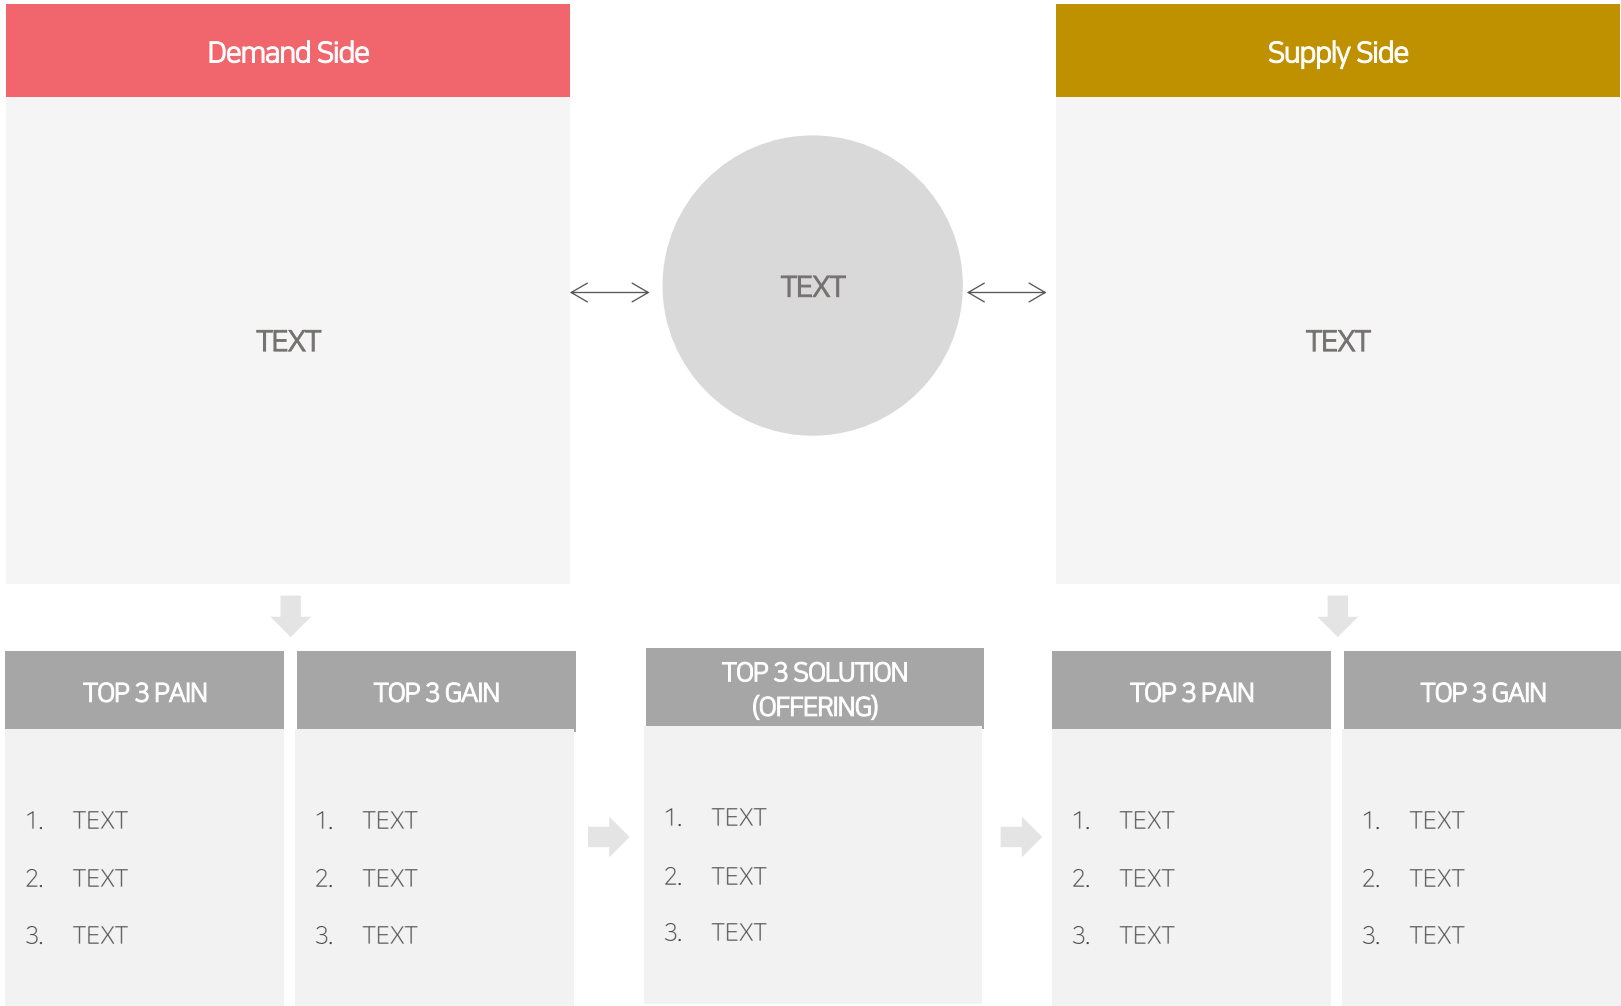 Demand Side
Supply Side
TEXT
TEXT
TEXT
TOP 3 PAIN
TOP 3 GAIN
TOP 3 SOLUTION
(OFFERING)
TOP 3 PAIN
TOP 3 GAIN
1. TEXT
2. TEXT
3. TEXT
1. TEXT
2. TEXT
3. TEXT
1. TEXT
2. TEXT
3. TEXT
1. TEXT
2. TEXT
3. TEXT
1. TEXT
2. TEXT
3. TEXT